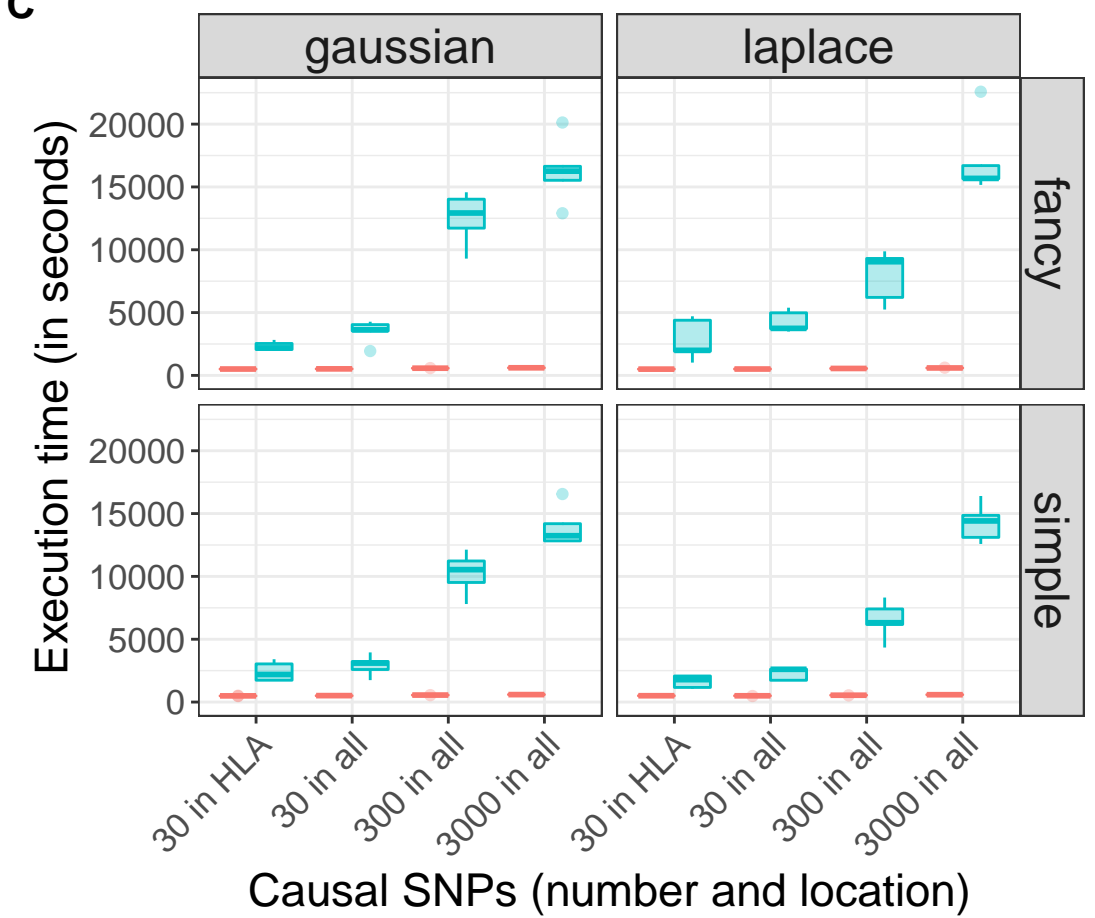 C
gaussian
laplace
Execution time (in seconds)
20000
15000
10000
5000
0
fancy
20000
15000
10000
5000
0
simple
30 in HLA
30 in all
300 in all
3000 in all
30 in HLA
30 in all
300 in all
3000 in all
Causal SNPs (number and location)